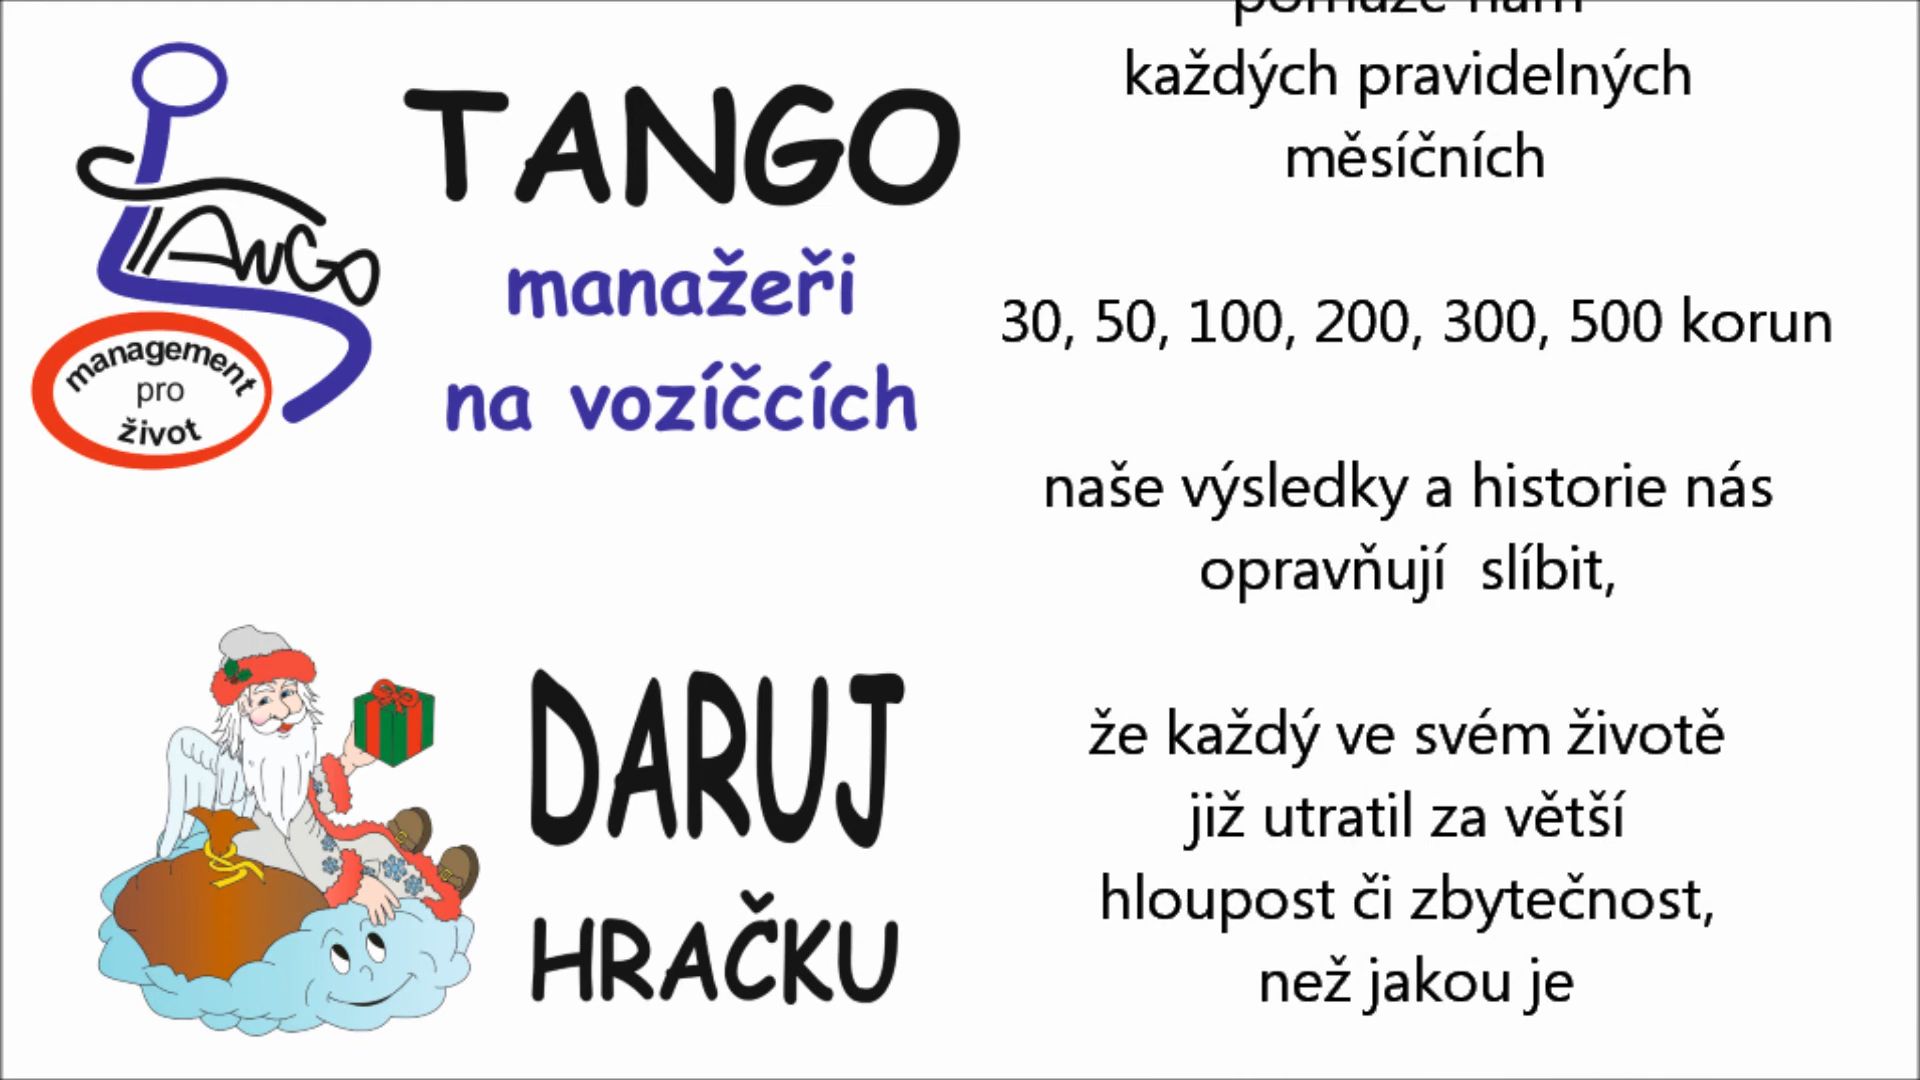 TANGO
manažeři
na vozíčcích
TANGO
management
pro
život
DARUJ
HRAČKU
pomůže nám
každých pravidelných
měsíčních
30, 50, 100, 200, 300, 500 korun
naše výsledky a historie nás
opravňují slíbit,
že každý ve svém životě
již utratil za větší
hloupost či zbytečnost,
než jakou je